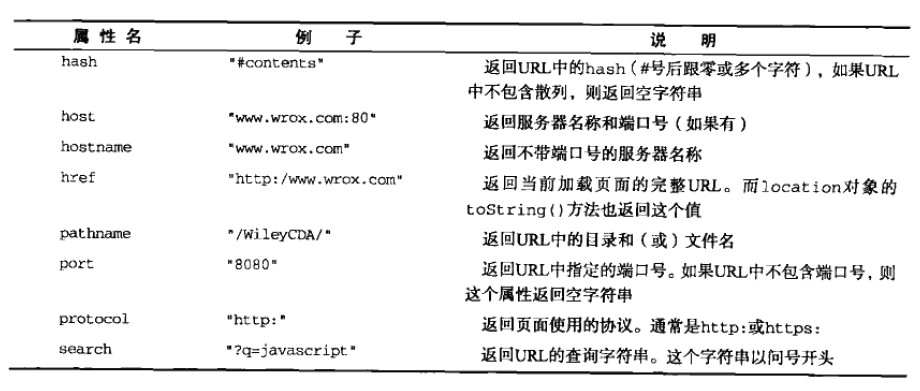 属 性 名 例 子 说 明
hash "#contents" 返回URL中的hash（#号后跟零或多个字符），如果URL
中不包含散列，则返回空字符串
host "www.wrox.com:80" 返回服务器名称和端口号（如果有）
hostname "www.wrox.com" 返回不带端口号的服务器名称
href "http:/www.wrox.com" 返回当前加载页面的完整URL。而location对象的
toString()方法也返回这个值
pathname "/WileyCDA/" 返回URL中的目录和（或）文件名
port "8080" 返回URL中指定的端口号。如果URL中不包含端口号，则
这个属性返回空字符串
protocol "http:" 返回页面使用的协议。通常是http:或https:
search "?q=javascript" 返回URL的查询字符串。这个字符串以问号开头